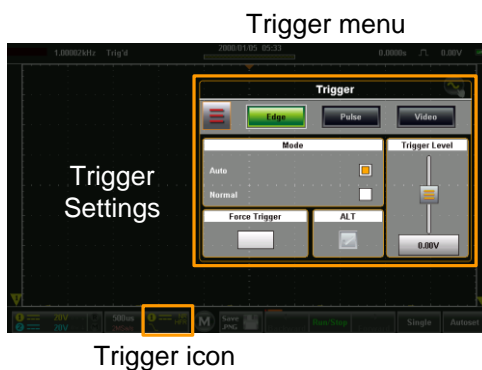 Trigger menu
1.00002kHz Trig'd 2000/01/05 05:33 0.0000s 0.00V
Trigger
Edge Pulse Video
Mode Trigger Level
Auto
Normal
Trigger
Settings
Force Trigger ALT
0.00V
20V 500us M Save Run/Stop Single Autoset
20V JPG
Trigger icon